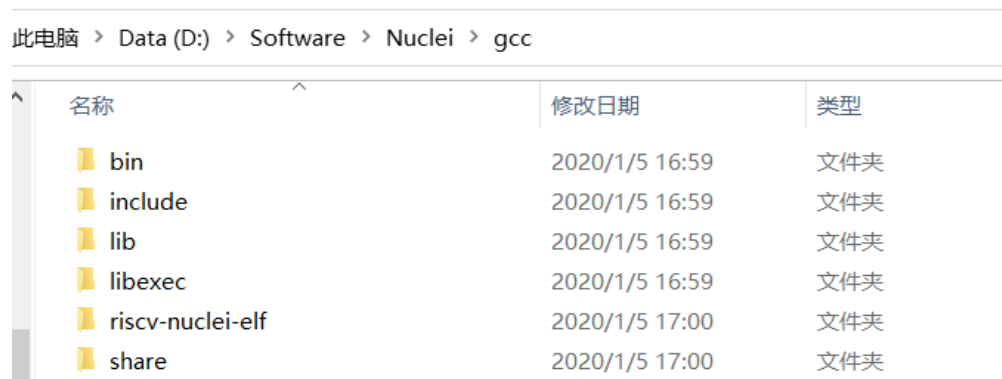 此电脑 > Data (D:) > Software > Nuclei > gcc
名称 修改日期 类型
bin 2020/1/5 16:59 文件夹
include 2020/1/5 16:59 文件夹
lib 2020/1/5 16:59 文件夹
libexec 2020/1/5 16:59 文件夹
riscv-nuclei-elf 2020/1/5 17:00 文件夹
share 2020/1/5 17:00 文件夹